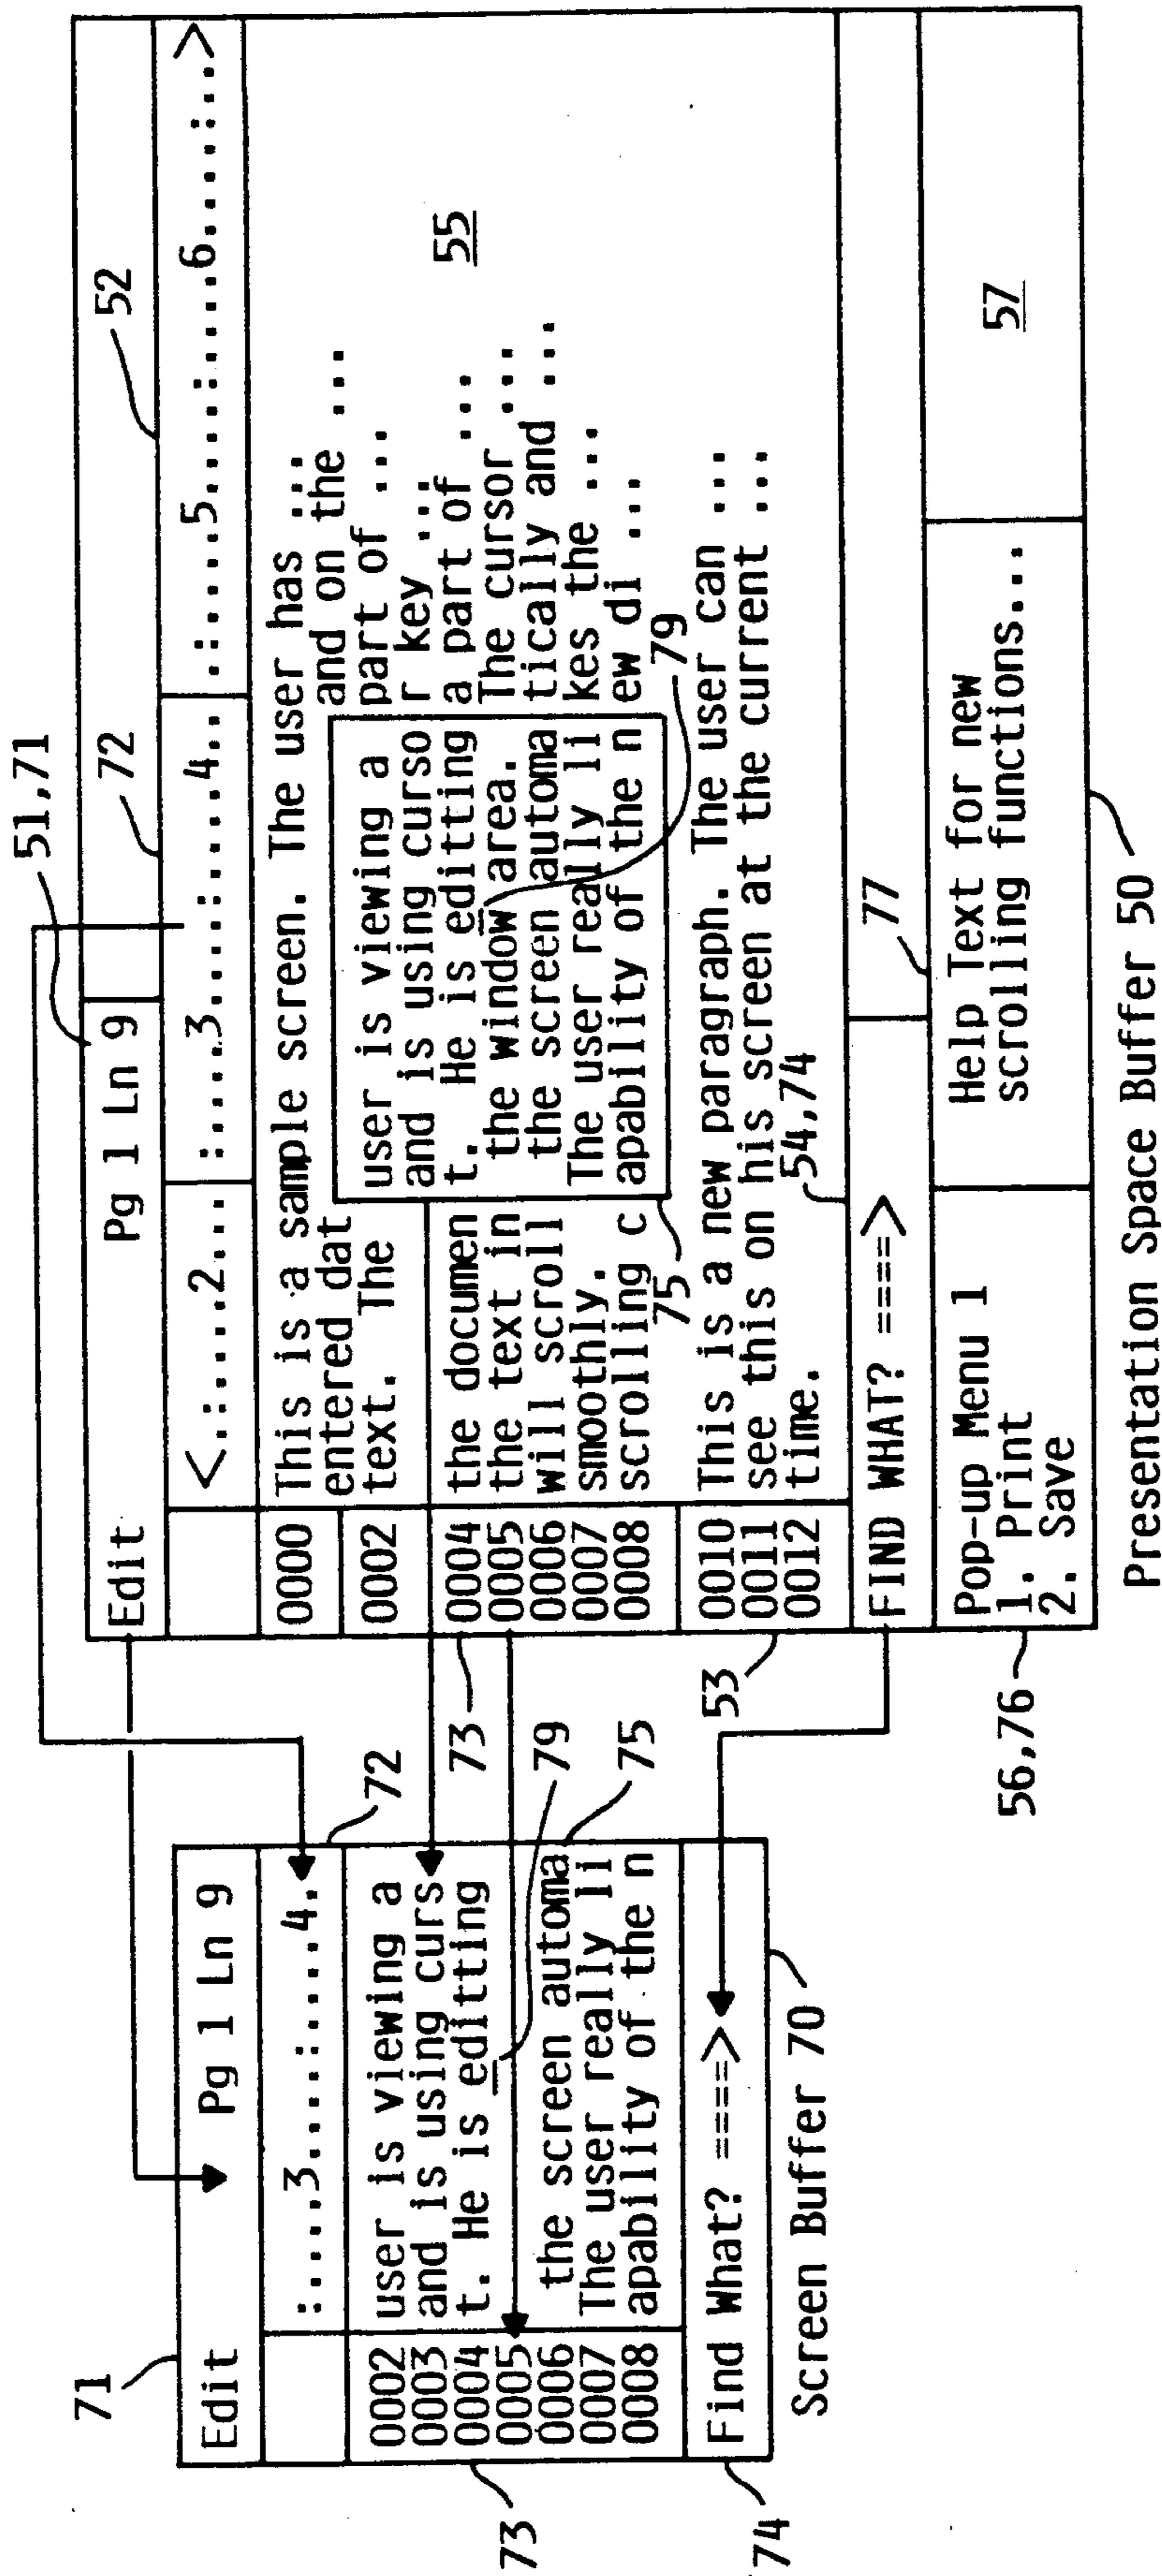 71
Edit Pg 1 Ln 9
:....3....:....4.
72
0002 user is viewing a
0003 and is using curs
0004 t. He is editting
0005
0006 the screen automa
0007 The user really li
0008 apability of the n
73
79
75
Find What? ====>
74
Screen Buffer 70
51,71
Edit Pg 1 Ln 9
72
52
<.:....2... :....3....:....4.. .:....5....:....6....:...>
0000 This is a sample screen. The user has ...
entered dat and on the ...
0002 text. The user is viewing a part of ...
and is using curso r key ...
0004 the documen t. He is editting a part of ...
0005 the text in the window area. The cursor ...
0006 will scroll the screen automa tically and ...
0007 smoothly. The user really li kes the ...
0008 scrolling c apability of the n ew di ...
73
75
79
55
0010 This is a new paragraph. The user can ...
0011 see this on his screen at the current ...
0012 time.
53
54,74
77
FIND WHAT? ====>
Pop-up Menu 1
1. Print
2. Save
Help Text for new
scrolling functions...
57
56,76
Presentation Space Buffer 50